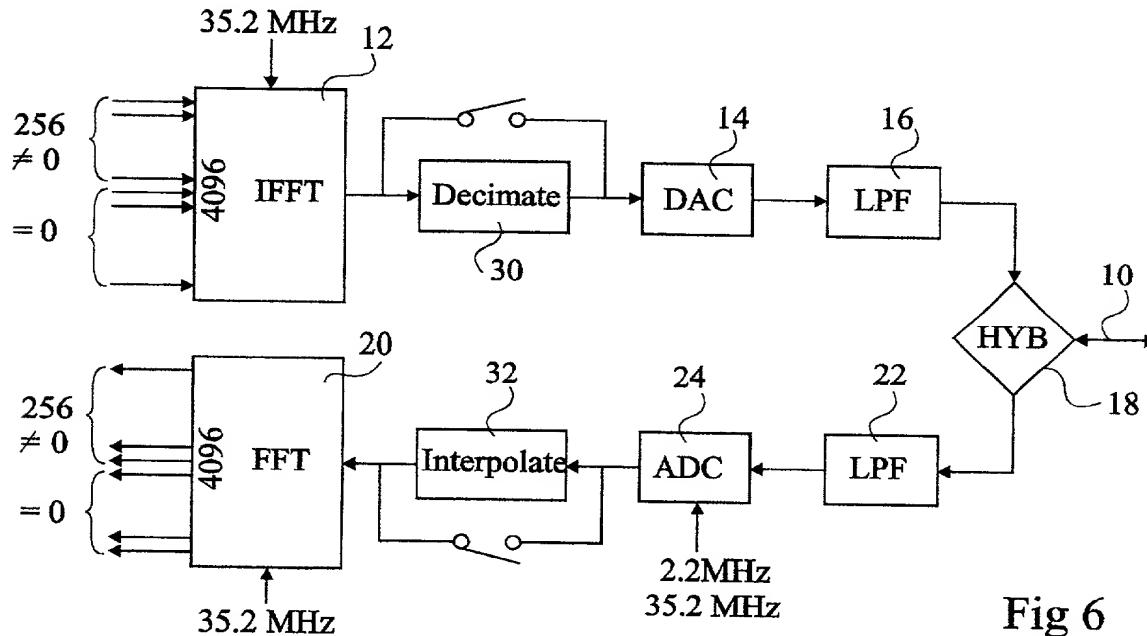 35.2 MHz
12
256
≠ 0
= 0
4096
IFFT
Decimate
30
14
DAC
16
LPF
10
HYB
18
20
256
≠ 0
= 0
4096
FFT
32
Interpolate
24
ADC
22
LPF
35.2 MHz
2.2MHz
35.2 MHz
Fig 6